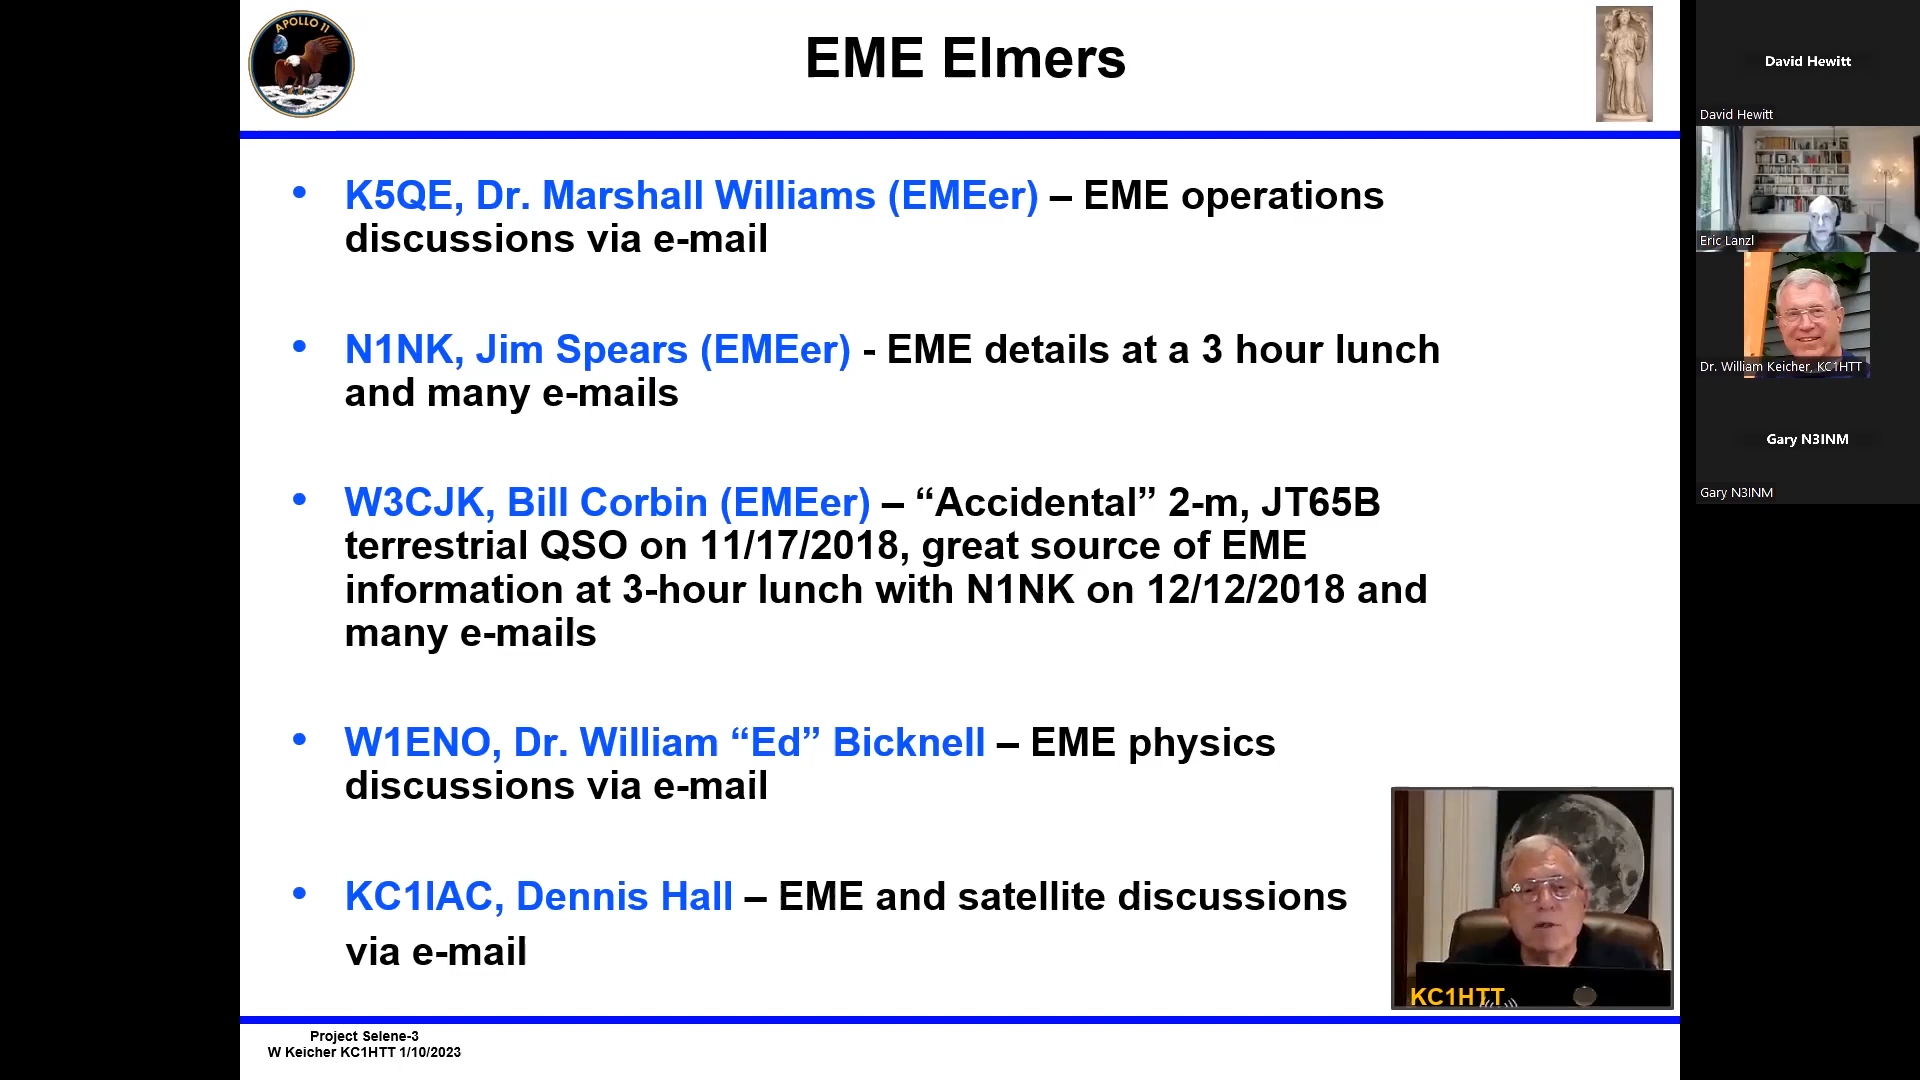 APOLLO 11
EME Elmers
• K5QE, Dr. Marshall Williams (EMEer) – EME operations
discussions via e-mail
• N1NK, Jim Spears (EMEer) - EME details at a 3 hour lunch
and many e-mails
• W3CJK, Bill Corbin (EMEer) – “Accidental” 2-m, JT65B
terrestrial QSO on 11/17/2018, great source of EME
information at 3-hour lunch with N1NK on 12/12/2018 and
many e-mails
• W1ENO, Dr. William “Ed” Bicknell – EME physics
discussions via e-mail
• KC1IAC, Dennis Hall – EME and satellite discussions
via e-mail
KC1HTT
Project Selene-3
W Keicher KC1HTT 1/10/2023
David Hewitt
David Hewitt
Eric Lanzl
Dr. William Keicher, KC1HTT
Gary N3INM
Gary N3INM